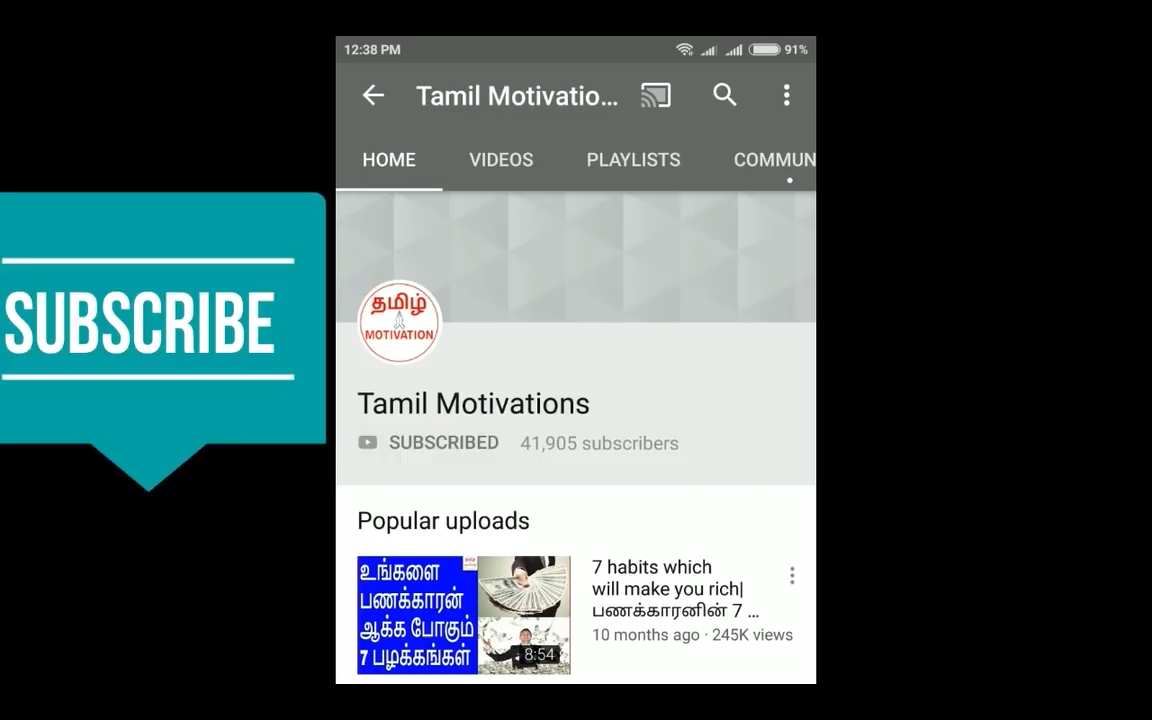 12:38 PM
91%
Tamil Motivatio...
HOME
VIDEOS
PLAYLISTS
COMMUN
SUBSCRIBE
தமிழ்
MOTIVATION
Tamil Motivations
SUBSCRIBED
41,905 subscribers
Popular uploads
உங்களை
பணக்காரன்
ஆக்க போகும்
7 பழக்கங்கள்
8:54
7 habits which
will make you rich|
பணக்காரனின் 7 ...
10 months ago · 245K views